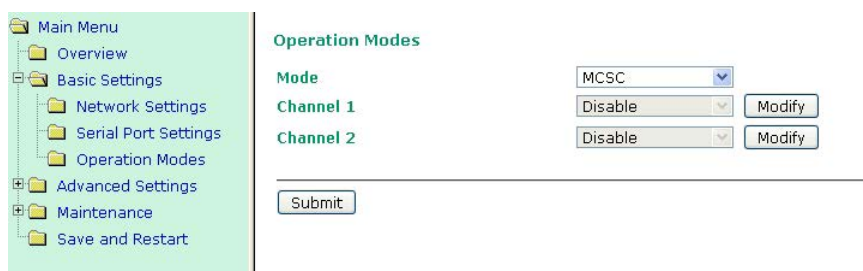 Main Menu
Overview
Basic Settings
Network Settings
Serial Port Settings
Operation Modes
Advanced Settings
Maintenance
Save and Restart
Operation Modes
Mode MCSC
Channel 1 Disable Modify
Channel 2 Disable Modify
Submit